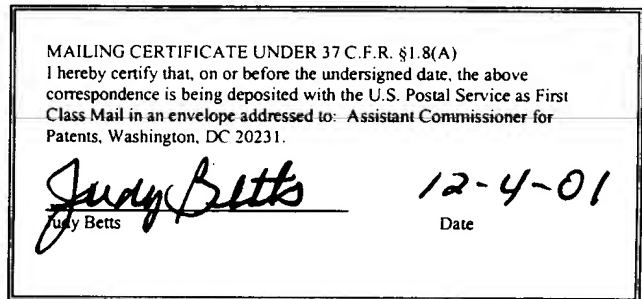 MAILING CERTIFICATE UNDER 37 C.F.R. §1.8(A)
I hereby certify that, on or before the undersigned date, the above
correspondence is being deposited with the U.S. Postal Service as First
Class Mail in an envelope addressed to: Assistant Commissioner for
Patents, Washington, DC 20231.
Judy Betts 12-4-01
Judy Betts Date